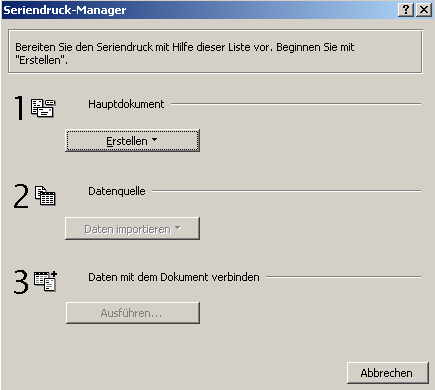 Seriendruck-Manager
Bereiten Sie den Seriendruck mit Hilfe dieser Liste vor. Beginnen Sie mit
"Erstellen".
1 Hauptdokument
Erstellen
2 Datenquelle
Daten importieren
3 Daten mit dem Dokument verbinden
Ausführen...
Abbrechen